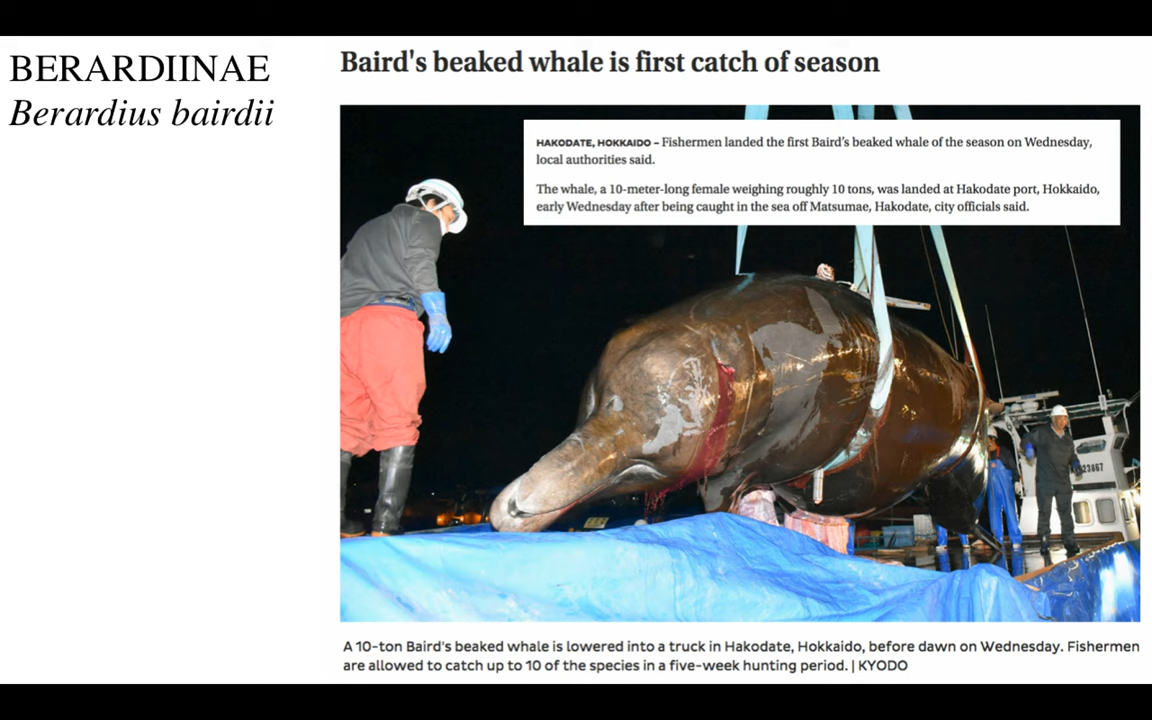 BERARDIINAE
Berardius bairdii
Baird's beaked whale is first catch of season
HAKODATE, HOKKAIDO – Fishermen landed the first Baird's beaked whale of the season on Wednesday,
local authorities said.
The whale, a 10-meter-long female weighing roughly 10 tons, was landed at Hakodate port, Hokkaido,
early Wednesday after being caught in the sea off Matsumae, Hakodate, city officials said.
A 10-ton Baird's beaked whale is lowered into a truck in Hakodate, Hokkaido, before dawn on Wednesday. Fishermen
are allowed to catch up to 10 of the species in a five-week hunting period. | KYODO